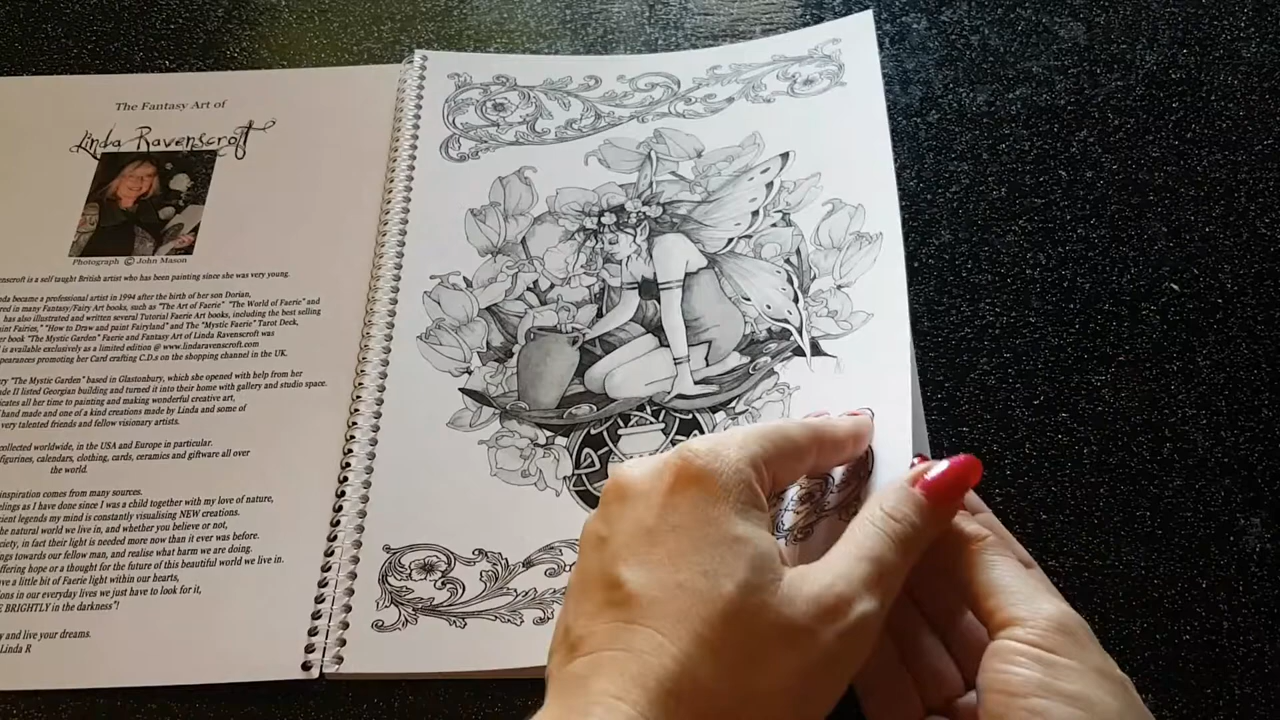 The Fantasy Art of
Linda Ravenscroft
Photograph © John Mason
enscroft is a self taught British artist who has been painting since she was very young.
nda became a professional artist in 1994 after the birth of her son Dorian,
red in many Fantasy/Fairy Art books, such as "The Art of Faerie" "The World of Faerie" and
has also illustrated and written several Tutorial Faerie Art books, including the best selling
aint Fairies," "How to Draw and paint Fairyland" and The "Mystic Faerie" Tarot Deck,
er book "The Mystic Garden" Faerie and Fantasy Art of Linda Ravenscroft was
l is available exclusively as a limited edition @ www.lindaravenscroft.com
pearances promoting her Card crafting C.D.s on the shopping channel in the UK.
ry "The Mystic Garden" based in Glastonbury, which she opened with help from her
de II listed Georgian building and turned it into their home with gallery and studio space.
icates all her time to painting and making wonderful creative art,
hand made and one of a kind creations made by Linda and some of
very talented friends and fellow visionary artists.
collected worldwide, in the USA and Europe in particular.
figurines, calendars, clothing, cards, ceramics and giftware all over
the world.
inspiration comes from many sources.
elings as I have done since I was a child together with my love of nature,
cient legends my mind is constantly visualising NEW creations.
he natural world we live in, and whether you believe or not,
ciety, in fact their light is needed more now than it ever was before.
ngs towards our fellow man, and realise what harm we are doing.
ffering hope or a thought for the future of this beautiful world we live in.
ve a little bit of Faerie light within our hearts,
ions in our everyday lives we just have to look for it,
E BRIGHTLY in the darkness"!
y and live your dreams.
Linda R